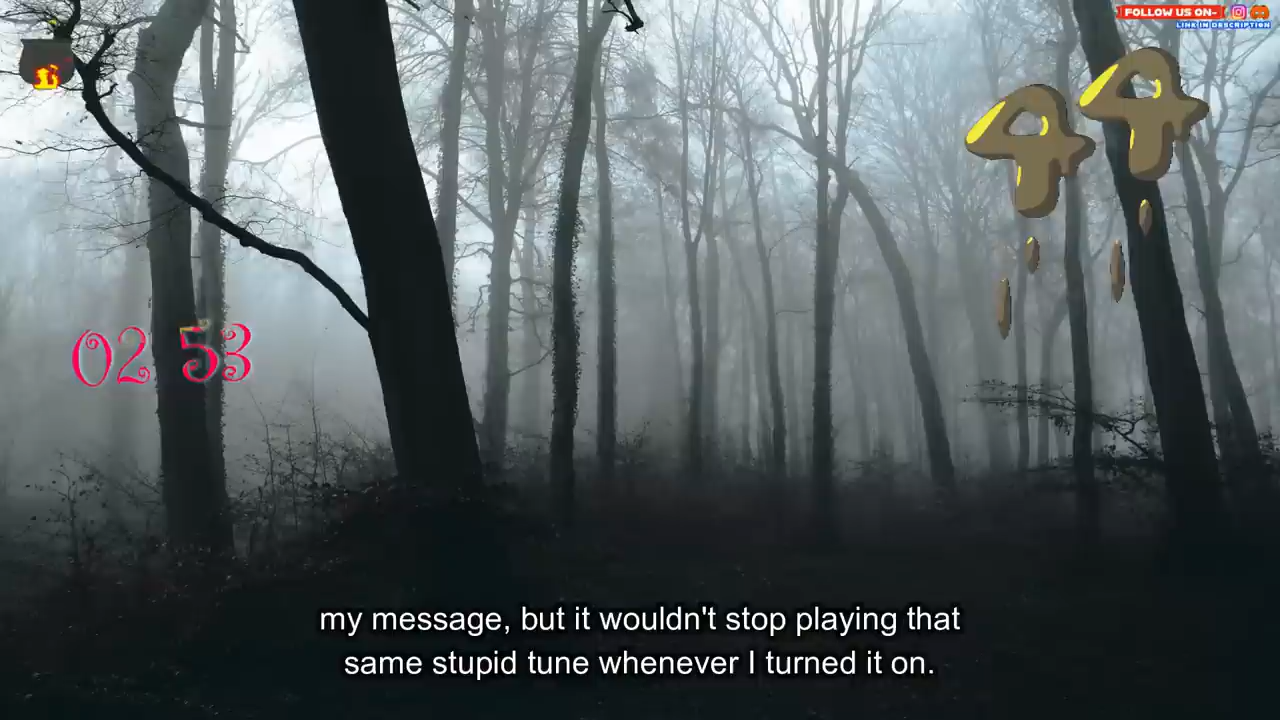 FOLLOW US ON-
LINK IN DESCRIPTION
44
02 53
my message, but it wouldn't stop playing that
same stupid tune whenever I turned it on.